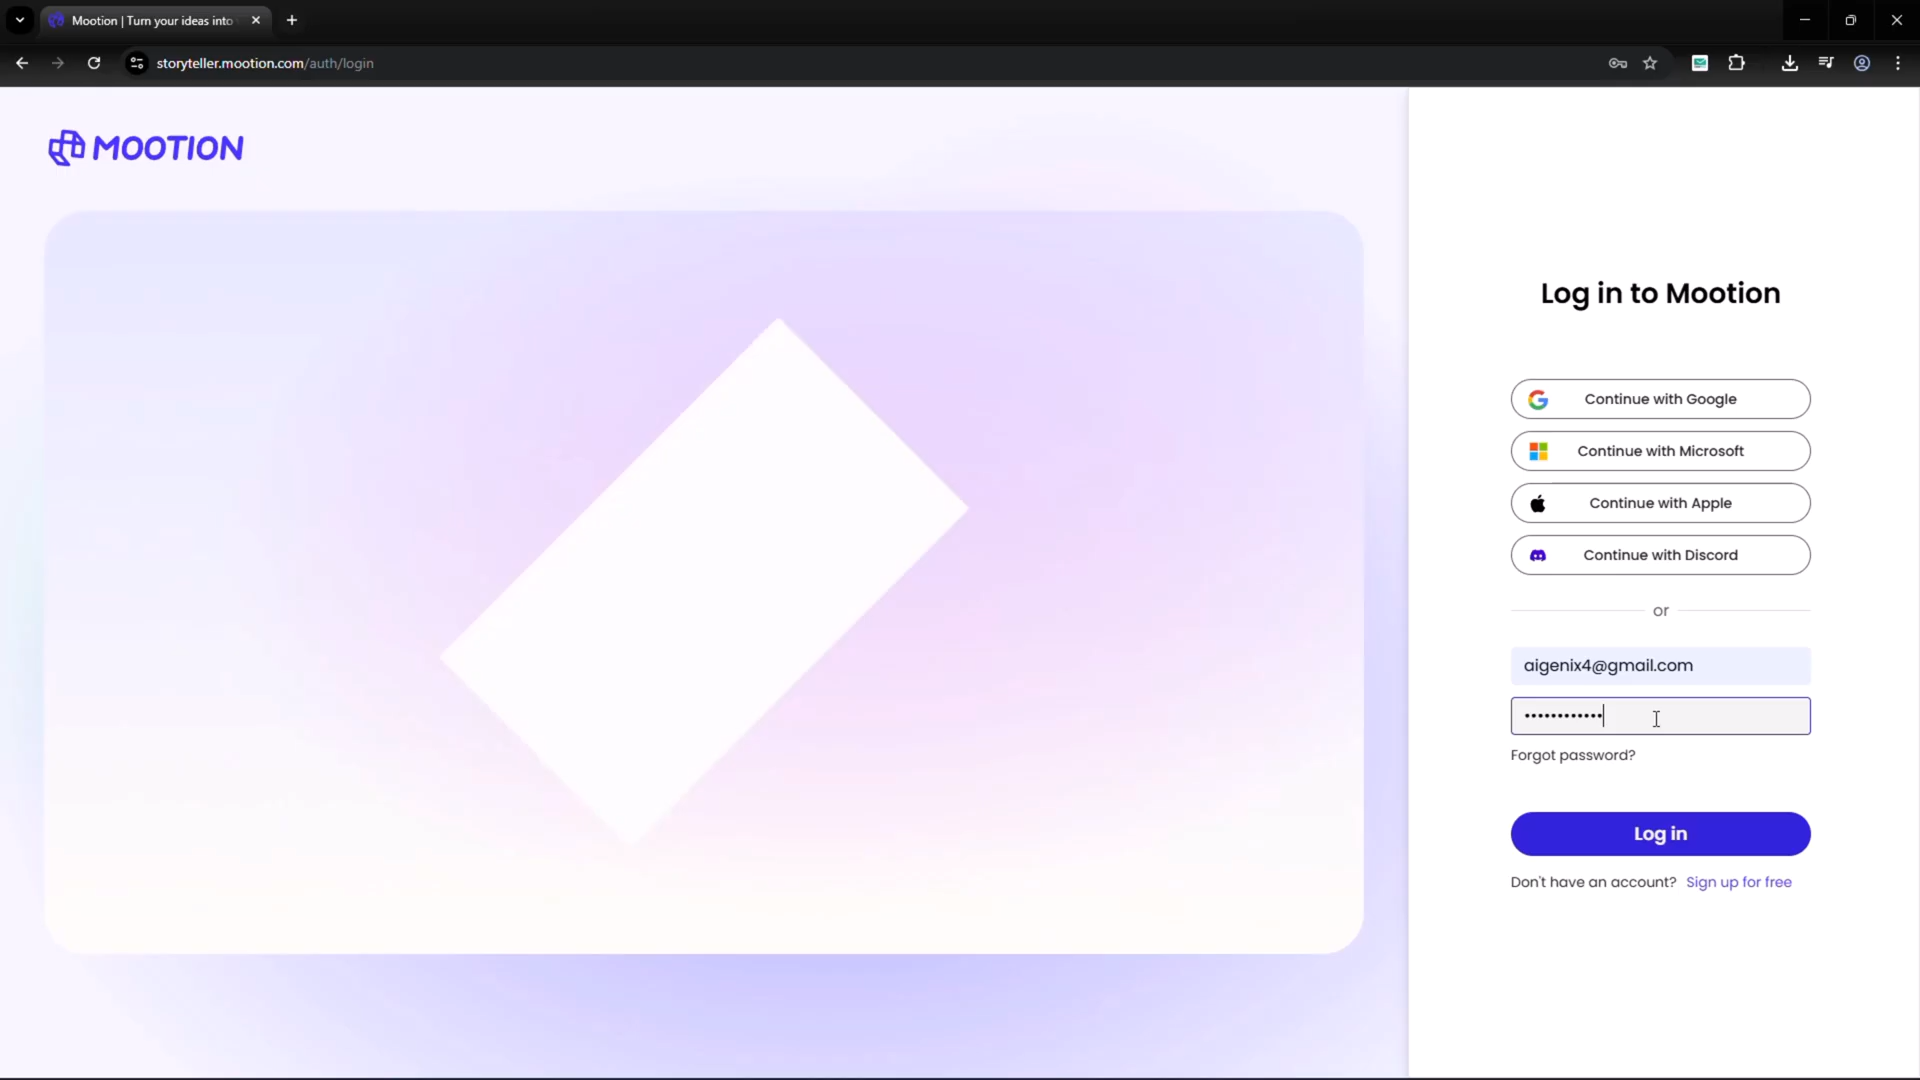 Mootion | Turn your ideas into
storyteller.mootion.com/auth/login
MOOTION
Log in to Mootion
Continue with Google
Continue with Microsoft
Continue with Apple
Continue with Discord
or
aigenix4@gmail.com
••••••••••••
Forgot password?
Log in
Don't have an account? Sign up for free